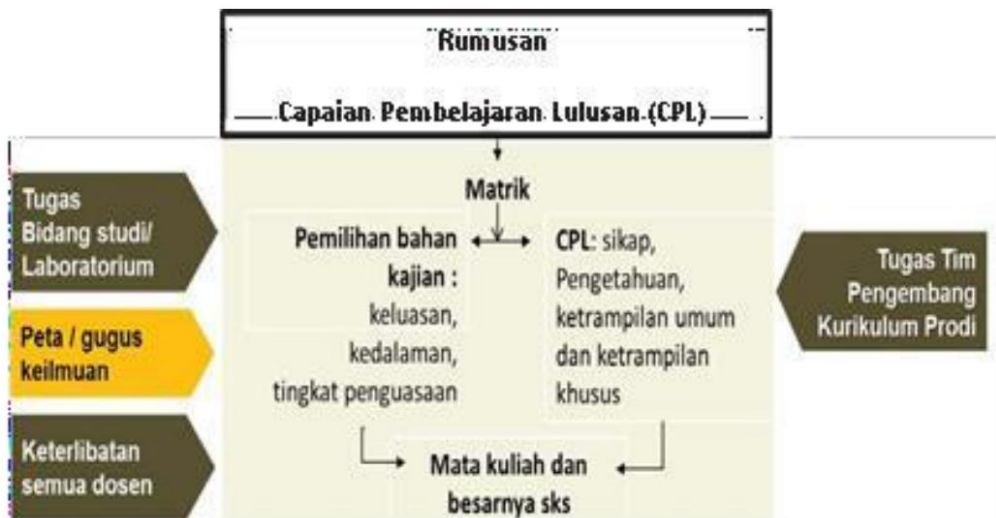 Rumusan
Capaian Pembelajaran Lulusan (CPL)
Matrik
Tugas
Bidang studi/
Laboratorium
Peta / gugus
keilmuan
Keterlibatan
semua dosen
Pemilihan bahan
kajian :
keluasan,
kedalaman,
tingkat penguasaan
CPL: sikap,
Pengetahuan,
ketrampilan umum
dan ketrampilan
khusus
Tugas Tim
Pengembang
Kurikulum Prodi
Mata kuliah dan
besarnya sks